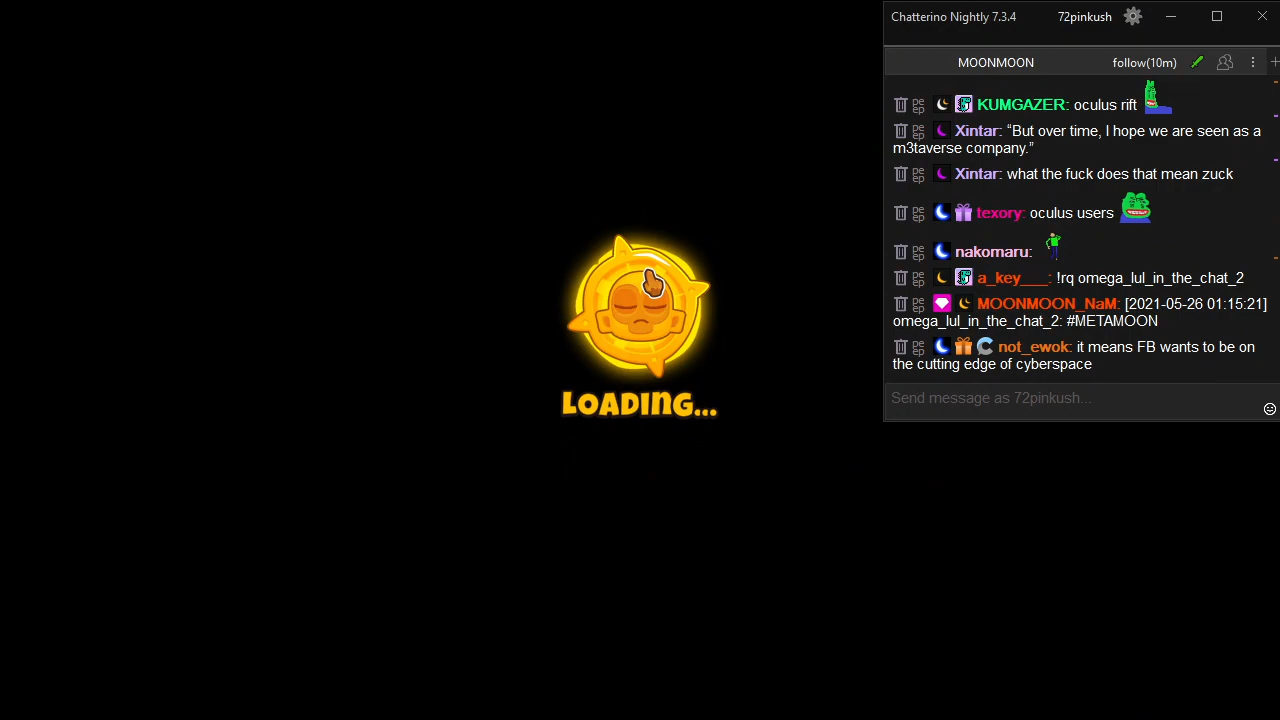 Chatterino Nightly 7.3.4
72pinkush
MOONMOON
follow(10m)
KUMGAZER: oculus rift
Xintar: “But over time, I hope we are seen as a
m3taverse company.”
Xintar: what the fuck does that mean zuck
texory: oculus users
nakomaru:
a_key___: !rq omega_lul_in_the_chat_2
MOONMOON_NaM: [2021-05-26 01:15:21]
omega_lul_in_the_chat_2: #METAMOON
not_ewok: it means FB wants to be on
the cutting edge of cyberspace
Send message as 72pinkush...
LOADING...